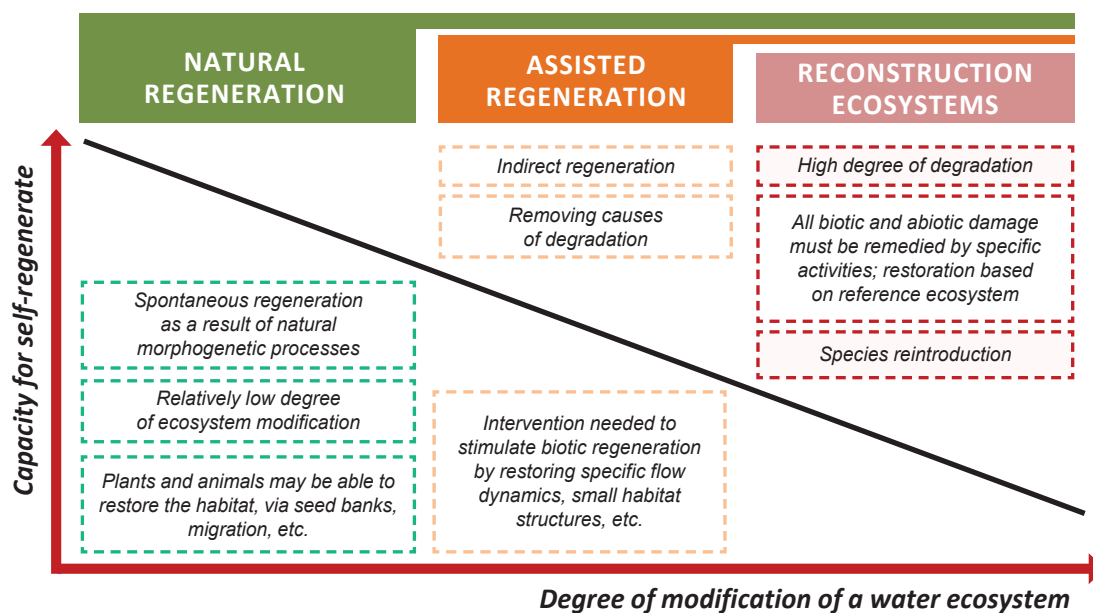 NATURAL
REGENERATION
ASSISTED
REGENERATION
RECONSTRUCTION
ECOSYSTEMS
Capacity for self-regenerate
Spontaneous regeneration
as a result of natural
morphogenetic processes
Relatively low degree
of ecosystem modification
Plants and animals may be able to
restore the habitat, via seed banks,
migration, etc.
Indirect regeneration
Removing causes
of degradation
Intervention needed to
stimulate biotic regeneration
by restoring specific flow
dynamics, small habitat
structures, etc.
High degree of degradation
All biotic and abiotic damage
must be remedied by specific
activities; restoration based
on reference ecosystem
Species reintroduction
Degree of modification of a water ecosystem